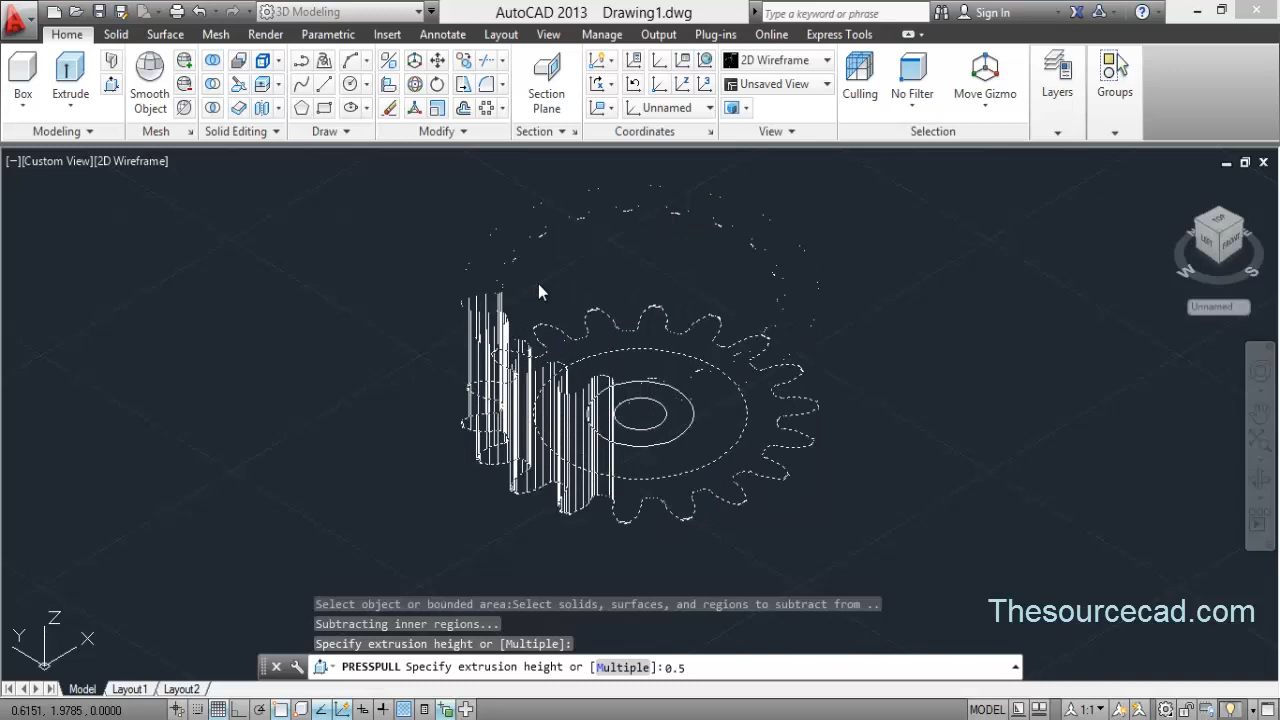 3D Modeling
AutoCAD 2013 Drawing1.dwg
Type a keyword or phrase
Sign In
Home Solid Surface Mesh Render Parametric Insert Annotate Layout View Manage Output Plug-ins Online Express Tools
2D Wireframe
Unsaved View
Unnamed
Box
Extrude
Smooth
Object
Section
Plane
Culling
No Filter
Move Gizmo
Layers
Groups
Modeling
Mesh
Solid Editing
Draw
Modify
Section
Coordinates
View
Selection
[−][Custom View][2D Wireframe]
TOP
LEFT
FRONT
W
S
Unnamed
Select object or bounded area:Select solids, surfaces, and regions to subtract from ..
Subtracting inner regions...
Specify extrusion height or [Multiple]:
PRESSPULL Specify extrusion height or [Multiple]:0.5
Thesourcecad.com
Z
Y
X
Model Layout1 Layout2
0.6151, 1.9785, 0.0000
MODEL
1:1